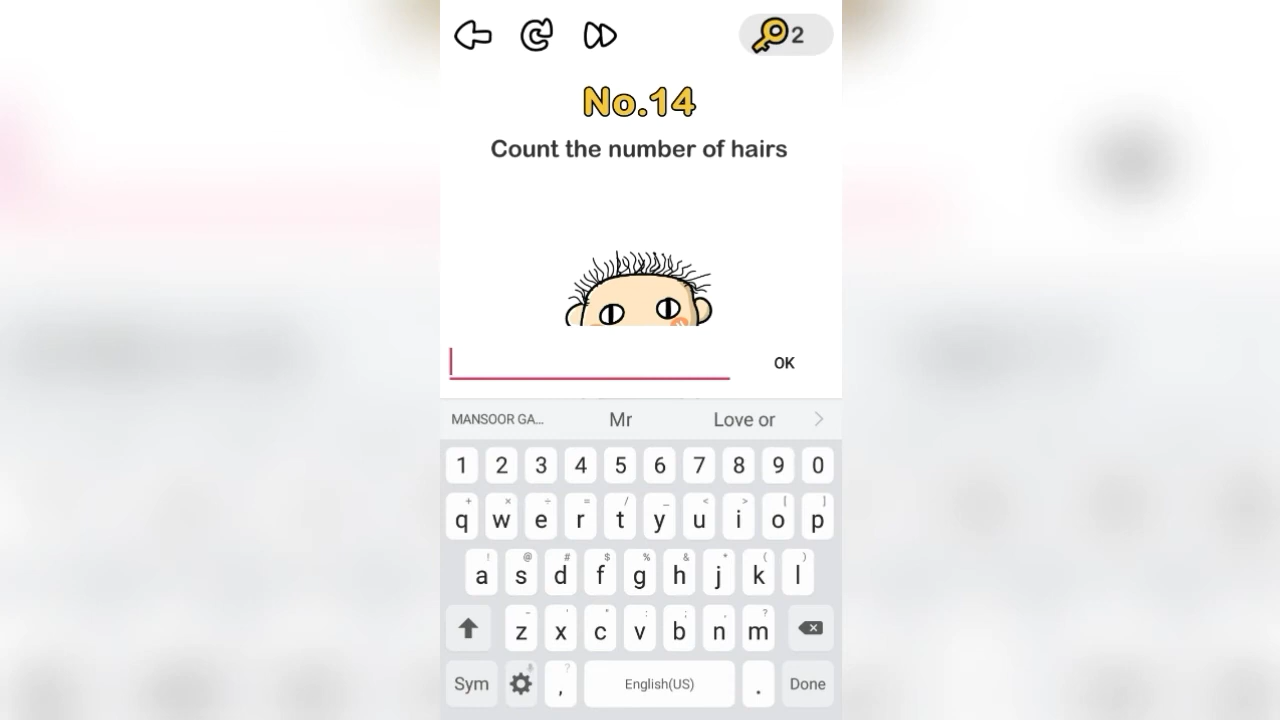 2
No.14
Count the number of hairs
OK
MANSOOR GA... Mr Love or
1 2 3 4 5 6 7 8 9 0
+ × ÷ = / _ < > [ ]
q w e r t y u i o p
! @ # $ % & * ( )
a s d f g h j k l
- ' " : ; , ?
z x c v b n m
?
Sym , English(US) . Done